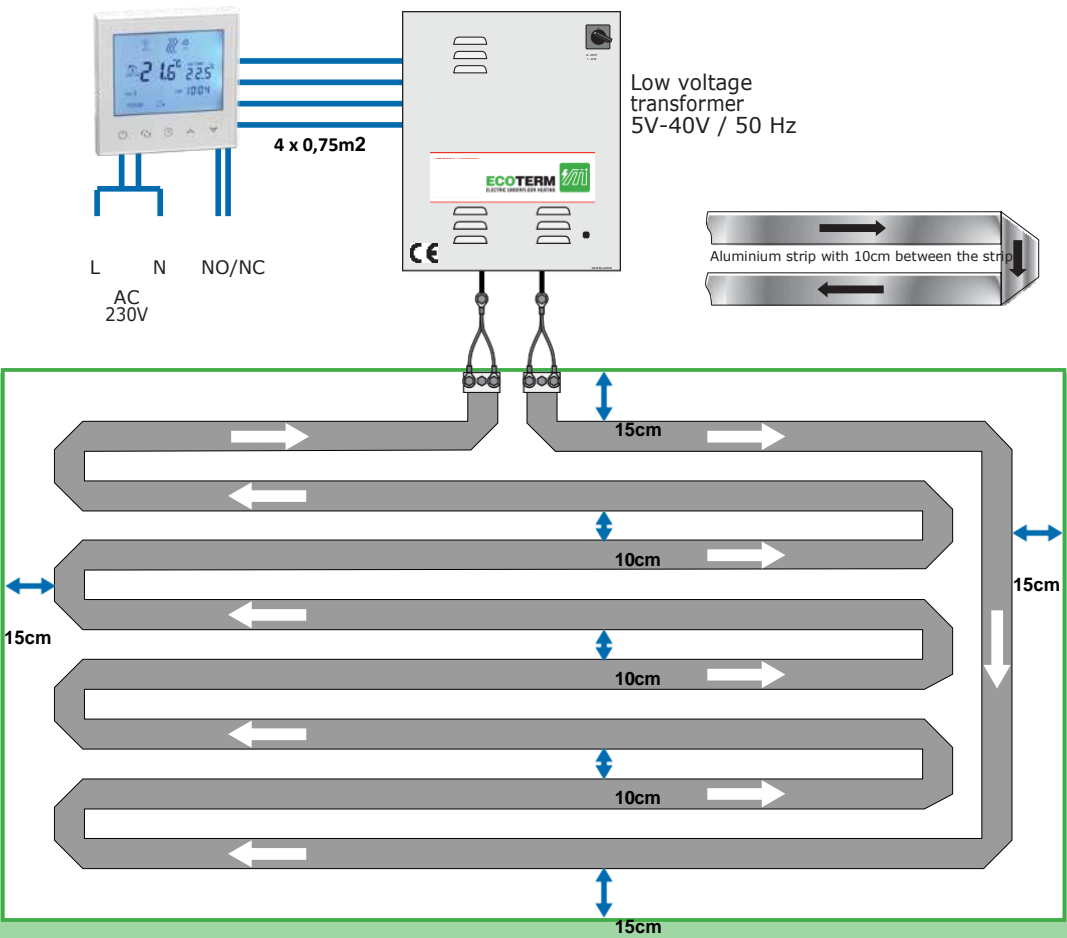 21.6°C 22.5°
10:04
4 x 0,75m2
Low voltage
transformer
5V-40V / 50 Hz
ECOTERM
ELECTRIC UNDERFLOOR HEATING
CE
L N NO/NC
AC
230V
Aluminium strip with 10cm between the strip
15cm
10cm
15cm
15cm
10cm
10cm
15cm